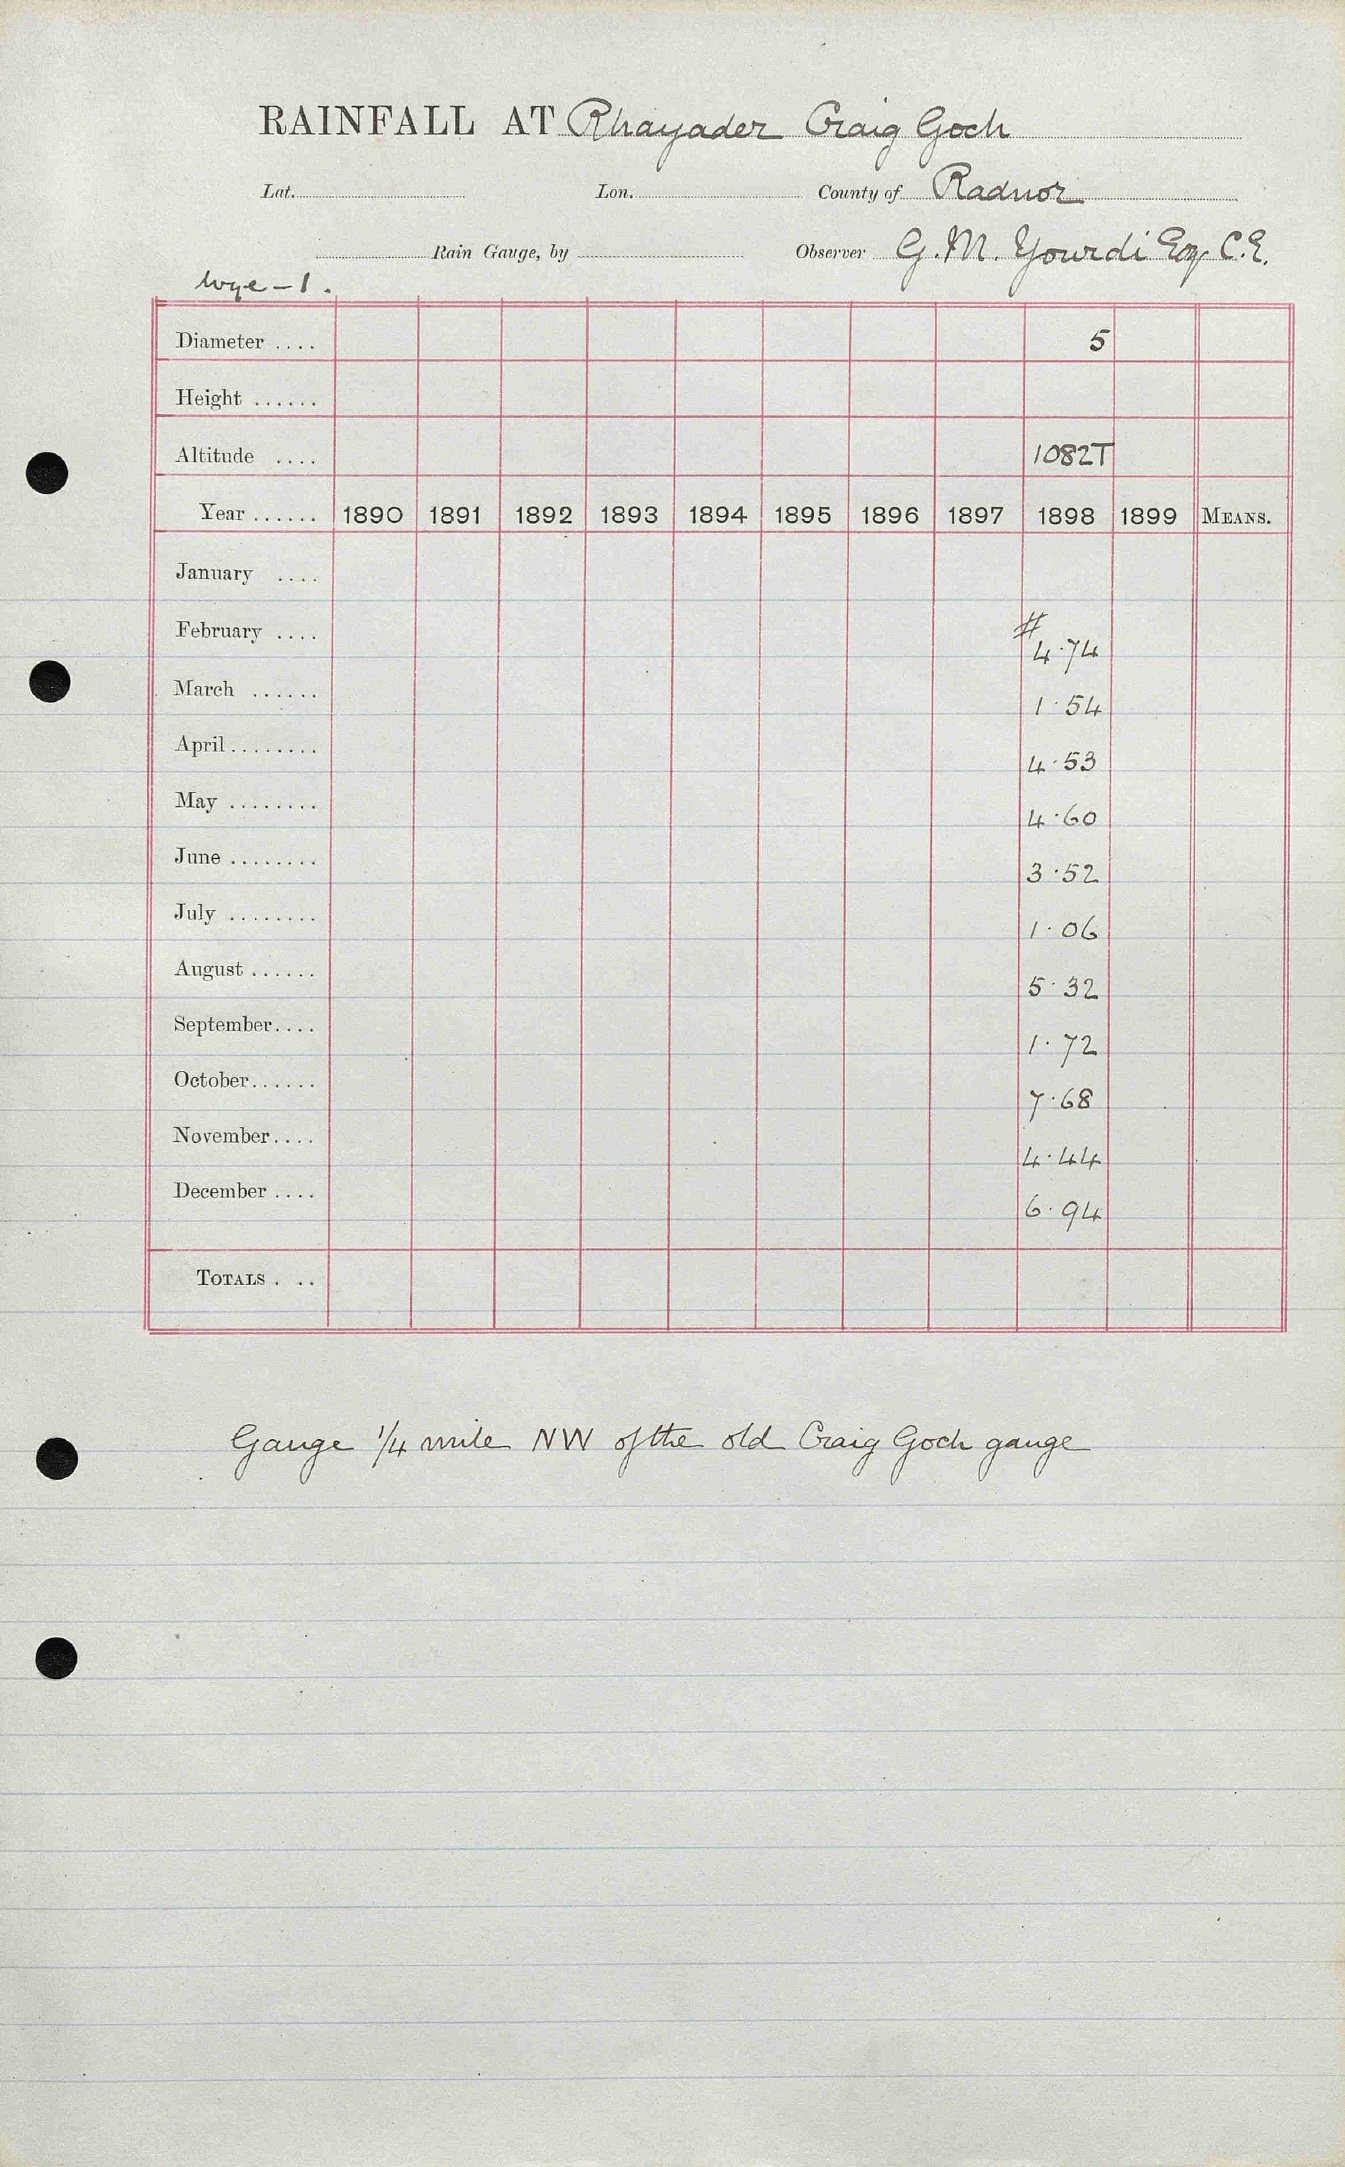 RAINFALL AT Rhayader Craig Goch
Lat. Lon. County of Radnor
Rain Gauge, by Observer G. M. Yourdi Esq. C.E.
Wye – 1.
Diameter .... 5
Height ......
Altitude .... 1082T
Year ...... 1890 1891 1892 1893 1894 1895 1896 1897 1898 1899 MEANS.
January ....
February .... # 4.74
March ...... 1.54
April ........ 4.53
May ........ 4.60
June ........ 3.52
July ........ 1.06
August ...... 5.32
September.... 1.72
October...... 7.68
November.... 4.44
December .... 6.94
TOTALS . ..
Gauge 1/4 mile NW of the old Craig Goch gauge